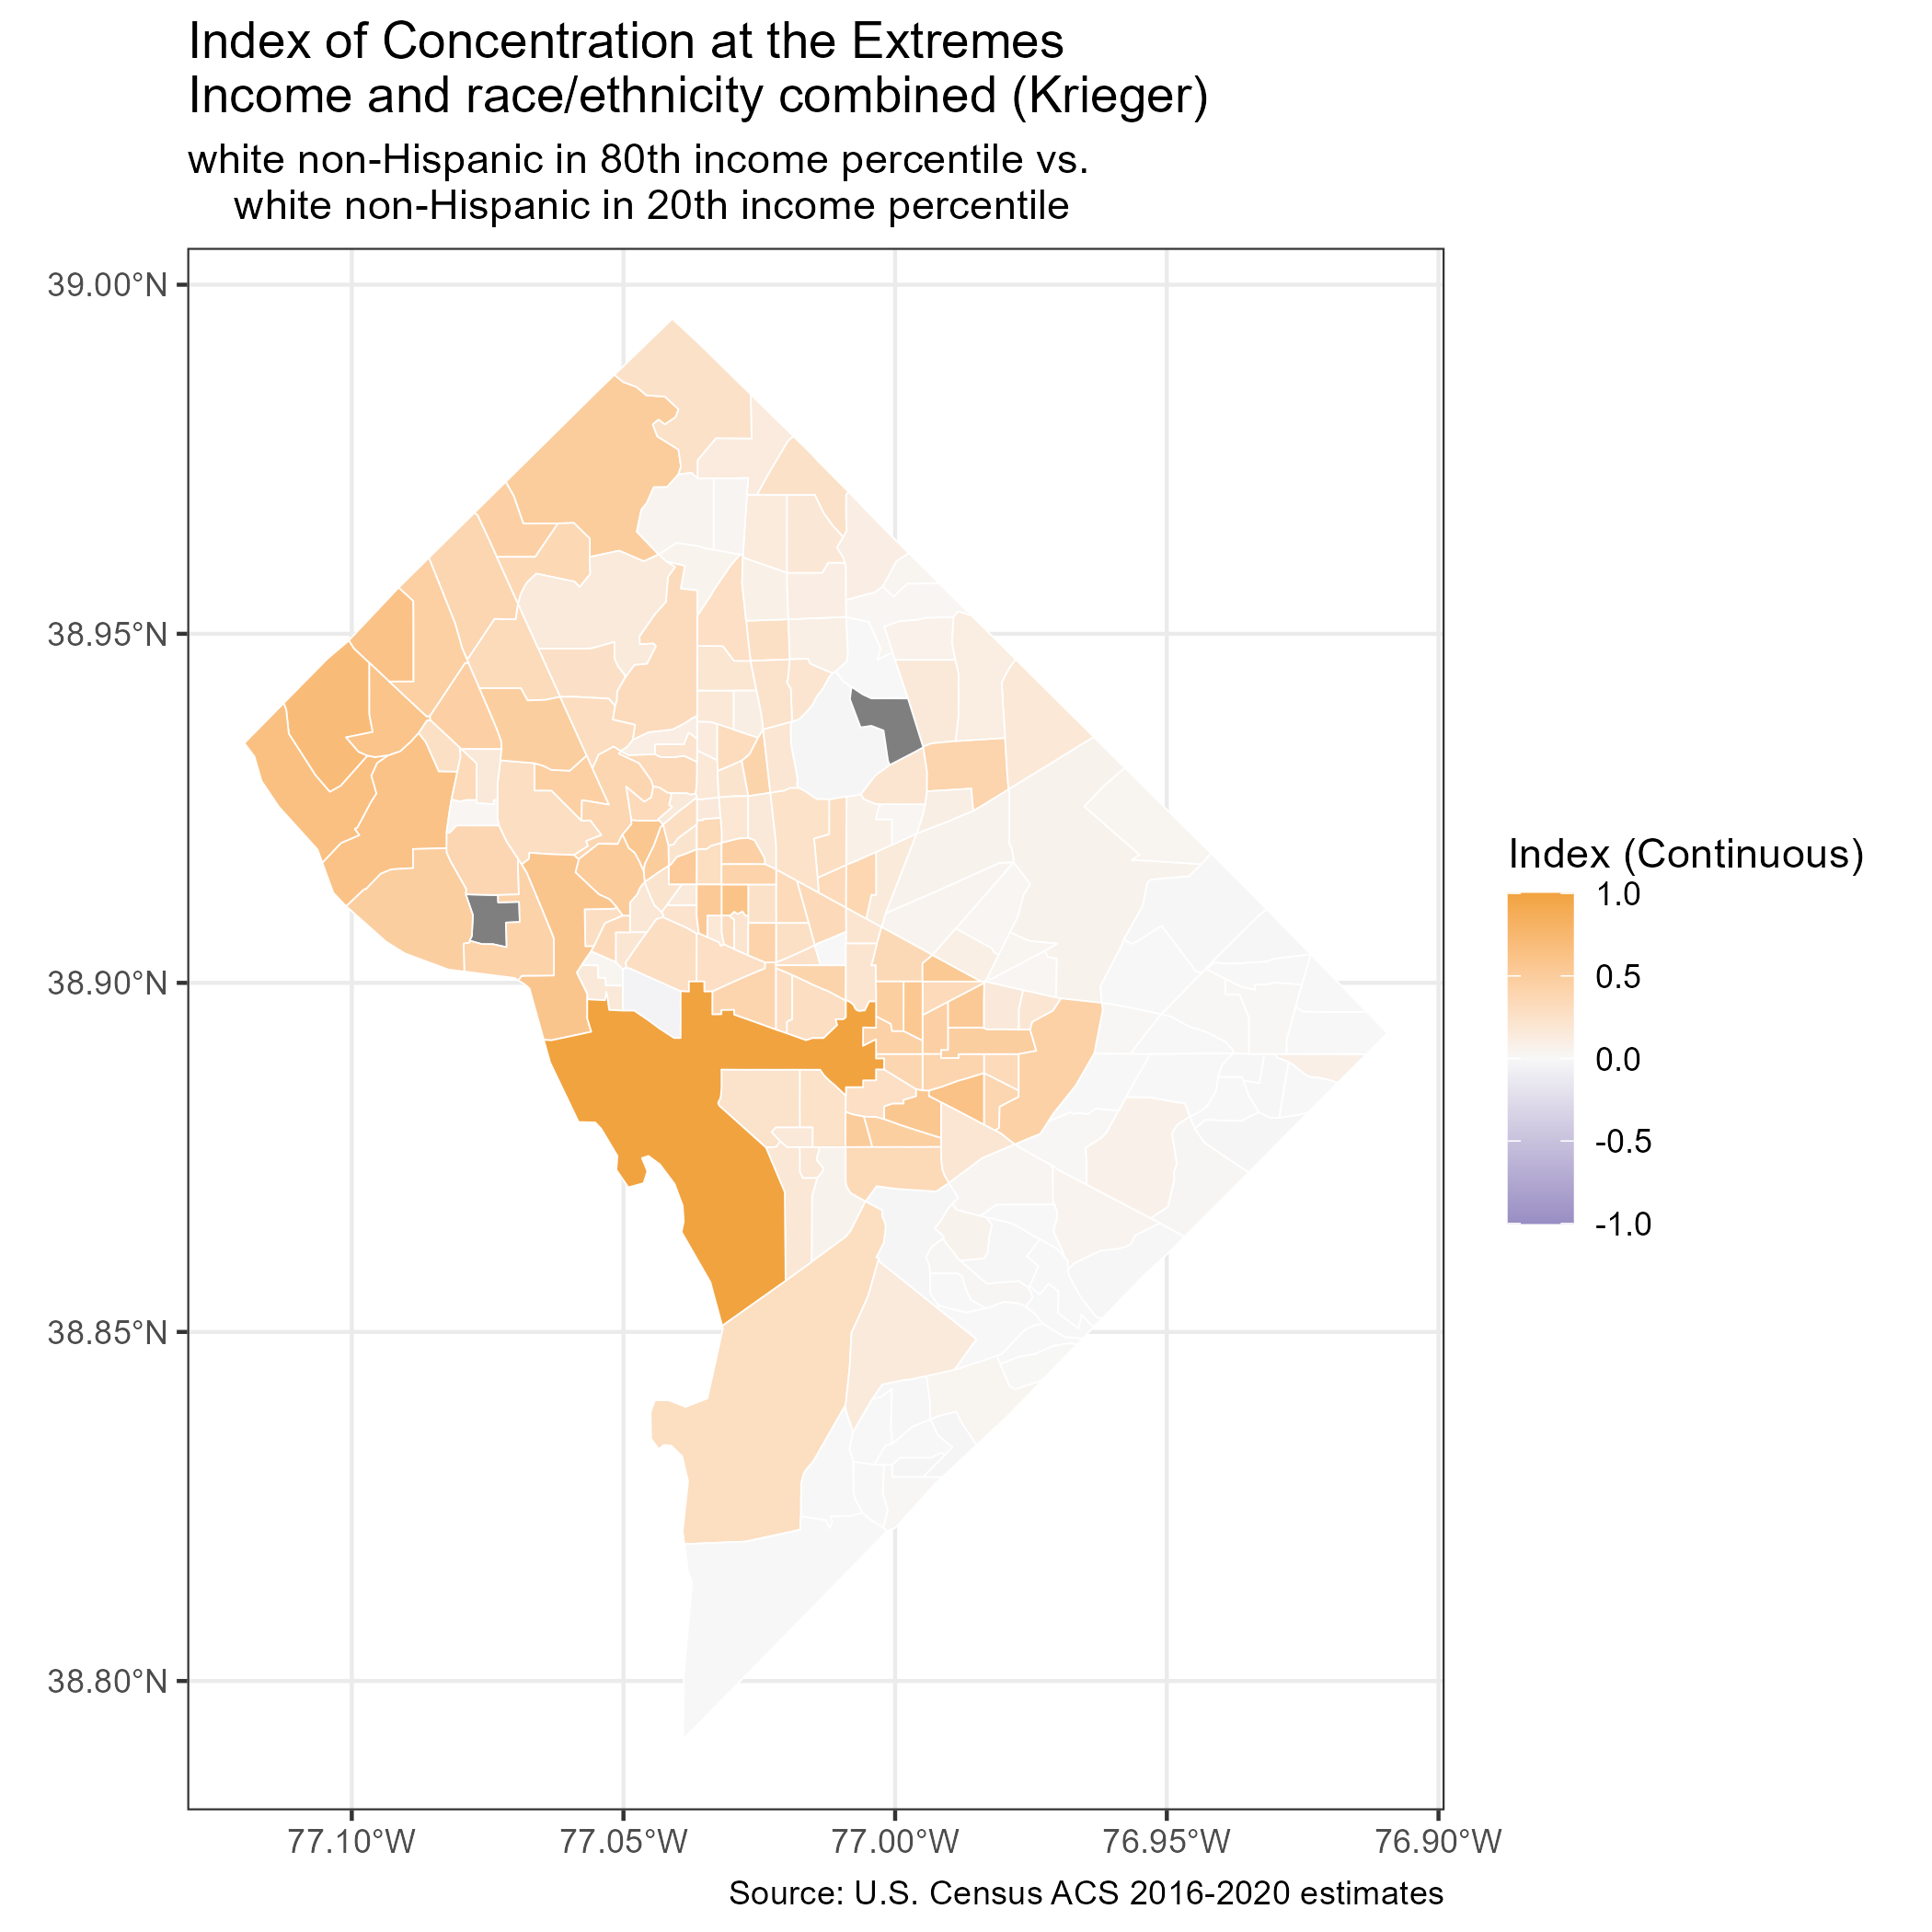 Index of Concentration at the Extremes
Income and race/ethnicity combined (Krieger)
white non-Hispanic in 80th income percentile vs.
white non-Hispanic in 20th income percentile
39.00°N
38.95°N
38.90°N
38.85°N
38.80°N
77.10°W
77.05°W
77.00°W
76.95°W
76.90°W
Index (Continuous)
1.0
0.5
0.0
-0.5
-1.0
Source: U.S. Census ACS 2016-2020 estimates